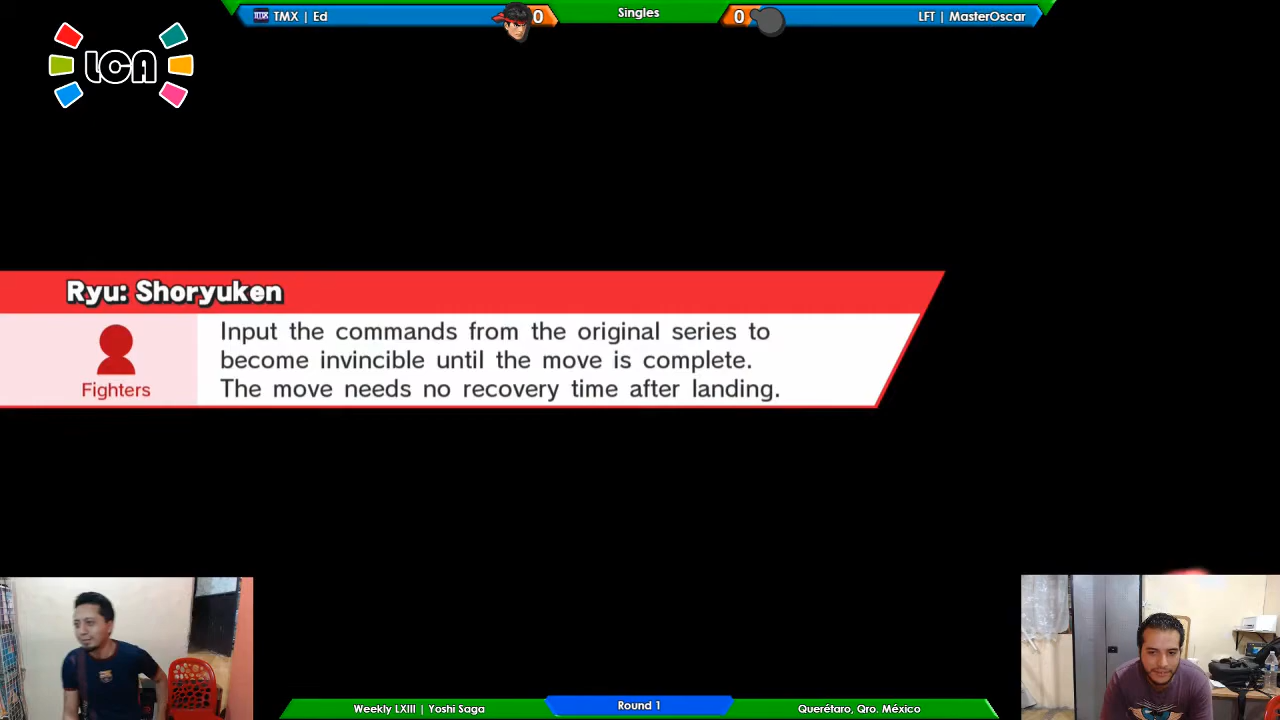 TMX | Ed
0
Singles
0
LFT | MasterOscar
LCA
Ryu: Shoryuken
Input the commands from the original series to
become invincible until the move is complete.
The move needs no recovery time after landing.
Fighters
Weekly LXIII | Yoshi Saga
Round 1
Querétaro, Qro. México